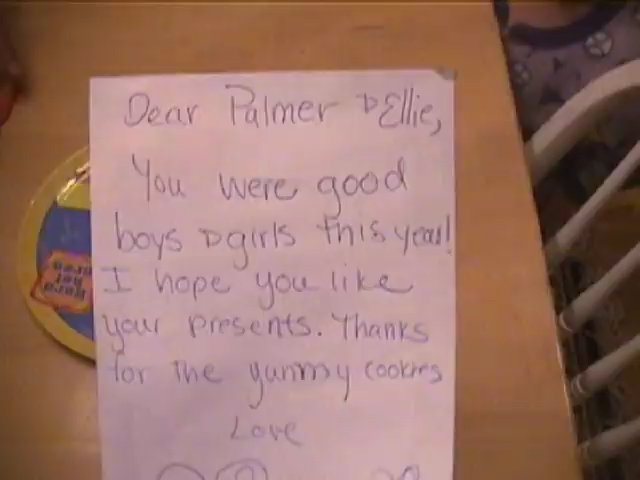 Dear Palmer & Ellie,
You were good
boys & girls this year!
I hope you like
your presents. Thanks
for the yummy cookies
Love